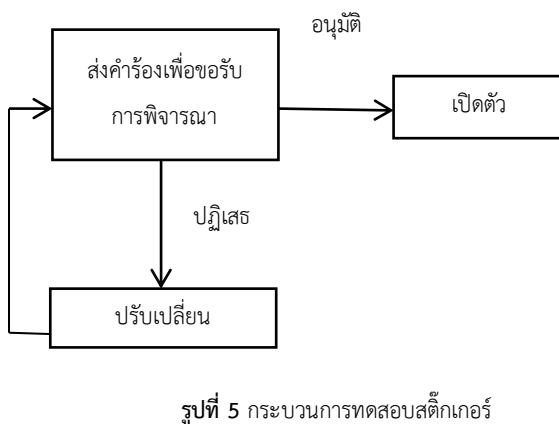 อนุมัติ
ส่งคำร้องเพื่อขอรับ
การพิจารณา
เปิดตัว
ปฏิเสธ
ปรับเปลี่ยน
รูปที่ 5 กระบวนการทดสอบสติ๊กเกอร์